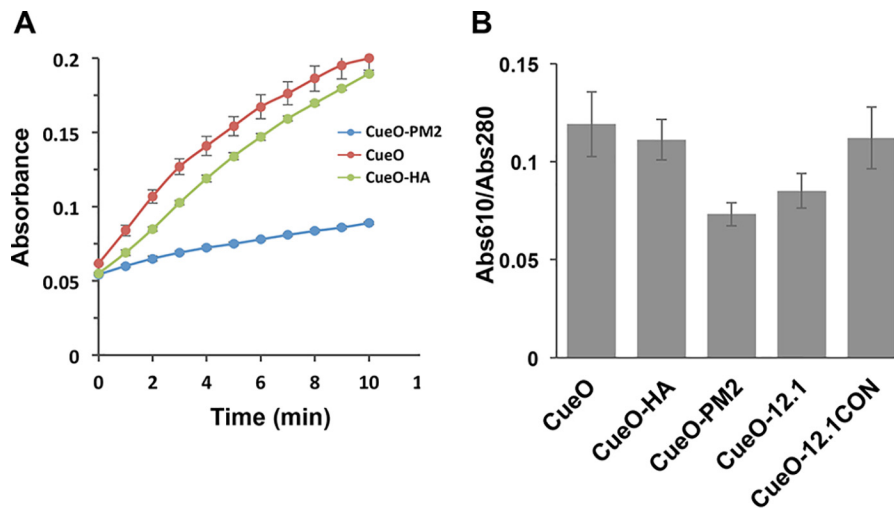 A
Absorbance
0.2
0.15
0.1
0.05
0
0 2 4 6 8 10 1
Time (min)
CueO-PM2
CueO
CueO-HA
B
Abs610/Abs280
0.15
0.1
0.05
0
CueO
CueO-HA
CueO-PM2
CueO-12.1
CueO-12.1CON